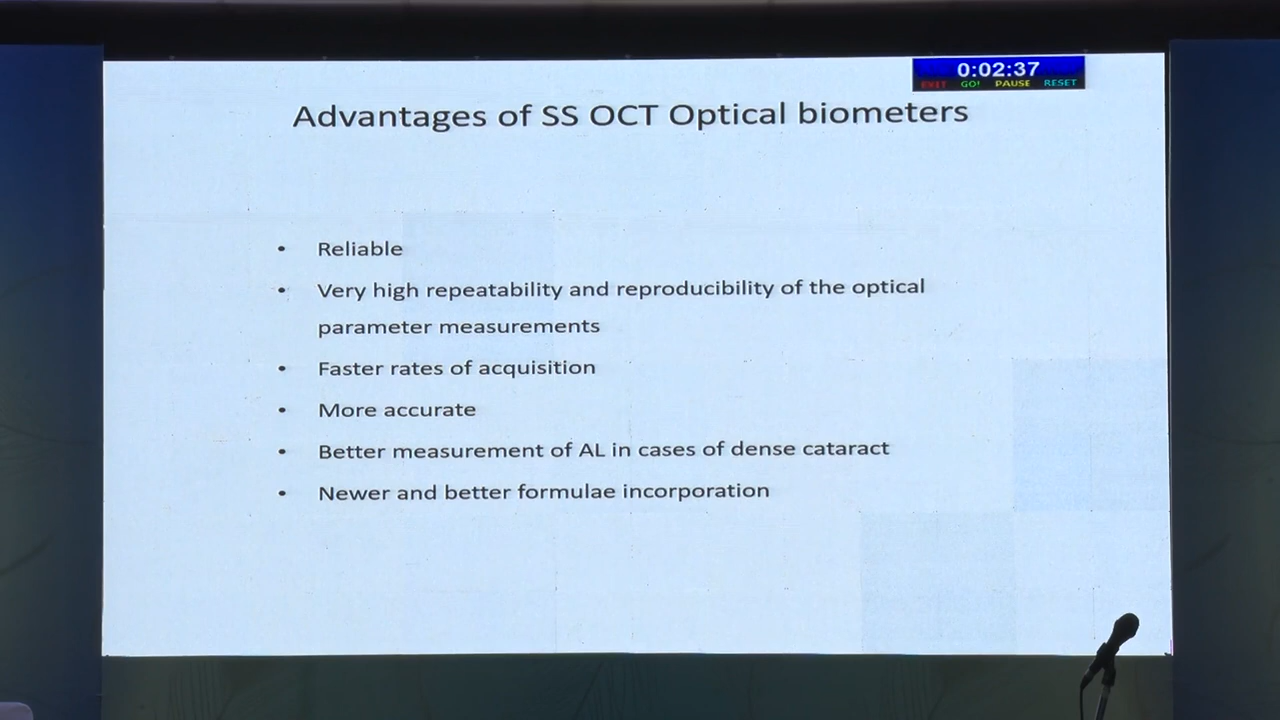 0:02:37
EXIT GO! PAUSE RESET
Advantages of SS OCT Optical biometers
• Reliable
• Very high repeatability and reproducibility of the optical
parameter measurements
• Faster rates of acquisition
• More accurate
• Better measurement of AL in cases of dense cataract
• Newer and better formulae incorporation